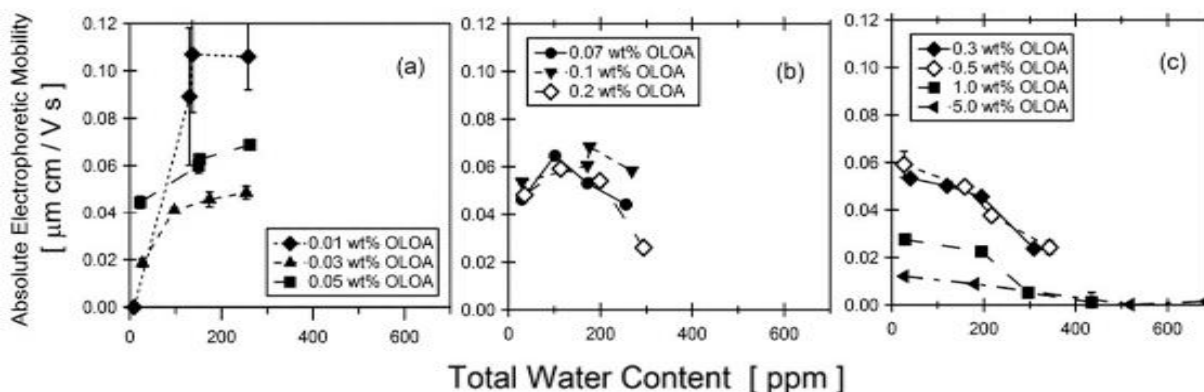 Absolute Electrophoretic Mobility
[ µm cm / V s ]
0.12
0.10
0.08
0.06
0.04
0.02
0.00
0
200
400
600
(a)
0.01 wt% OLOA
0.03 wt% OLOA
0.05 wt% OLOA
0.12
0.10
0.08
0.06
0.04
0.02
0.00
0
200
400
600
(b)
0.07 wt% OLOA
0.1 wt% OLOA
0.2 wt% OLOA
0.12
0.10
0.08
0.06
0.04
0.02
0.00
0
200
400
600
(c)
0.3 wt% OLOA
0.5 wt% OLOA
1.0 wt% OLOA
5.0 wt% OLOA
Total Water Content [ ppm ]